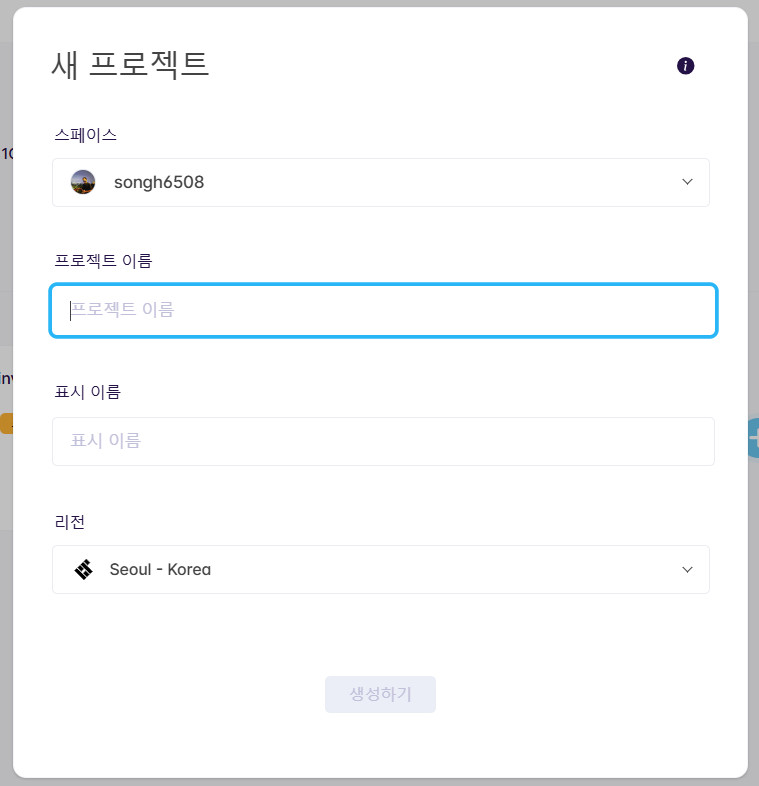 새 프로젝트
스페이스
songh6508
프로젝트 이름
프로젝트 이름
표시 이름
표시 이름
리전
Seoul - Korea
생성하기